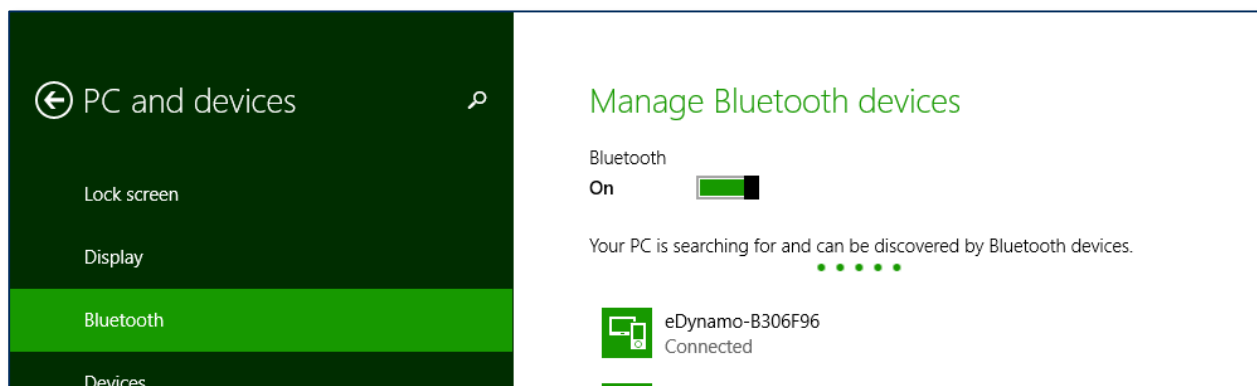 PC and devices
Lock screen
Display
Bluetooth
Devices
Manage Bluetooth devices
Bluetooth
On
Your PC is searching for and can be discovered by Bluetooth devices.
eDynamo-B306F96
Connected